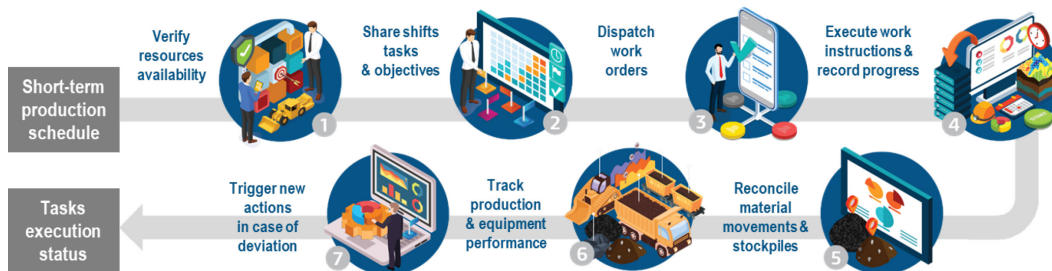 Short-term
production
schedule
Verify
resources
availability
1
Share shifts
tasks
& objectives
2
Dispatch
work
orders
3
Execute work
instructions &
record progress
4
Reconcile
material
movements &
stockpiles
5
Track
production
& equipment
performance
6
Trigger new
actions
in case of
deviation
7
Tasks
execution
status